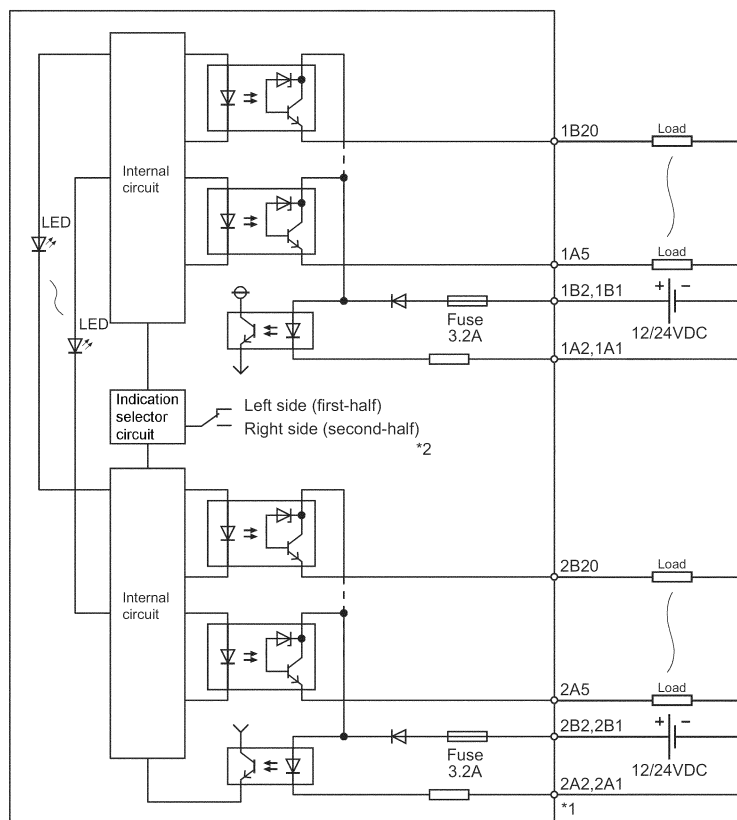 1B20
Load
Internal
circuit
LED
1A5
Load
1B2,1B1
+
−
Fuse
3.2A
12/24VDC
LED
1A2,1A1
Indication
selector
circuit
Left side (first-half)
Right side (second-half)
*2
2B20
Load
Internal
circuit
2A5
Load
2B2,2B1
+
−
Fuse
3.2A
12/24VDC
2A2,2A1
*1